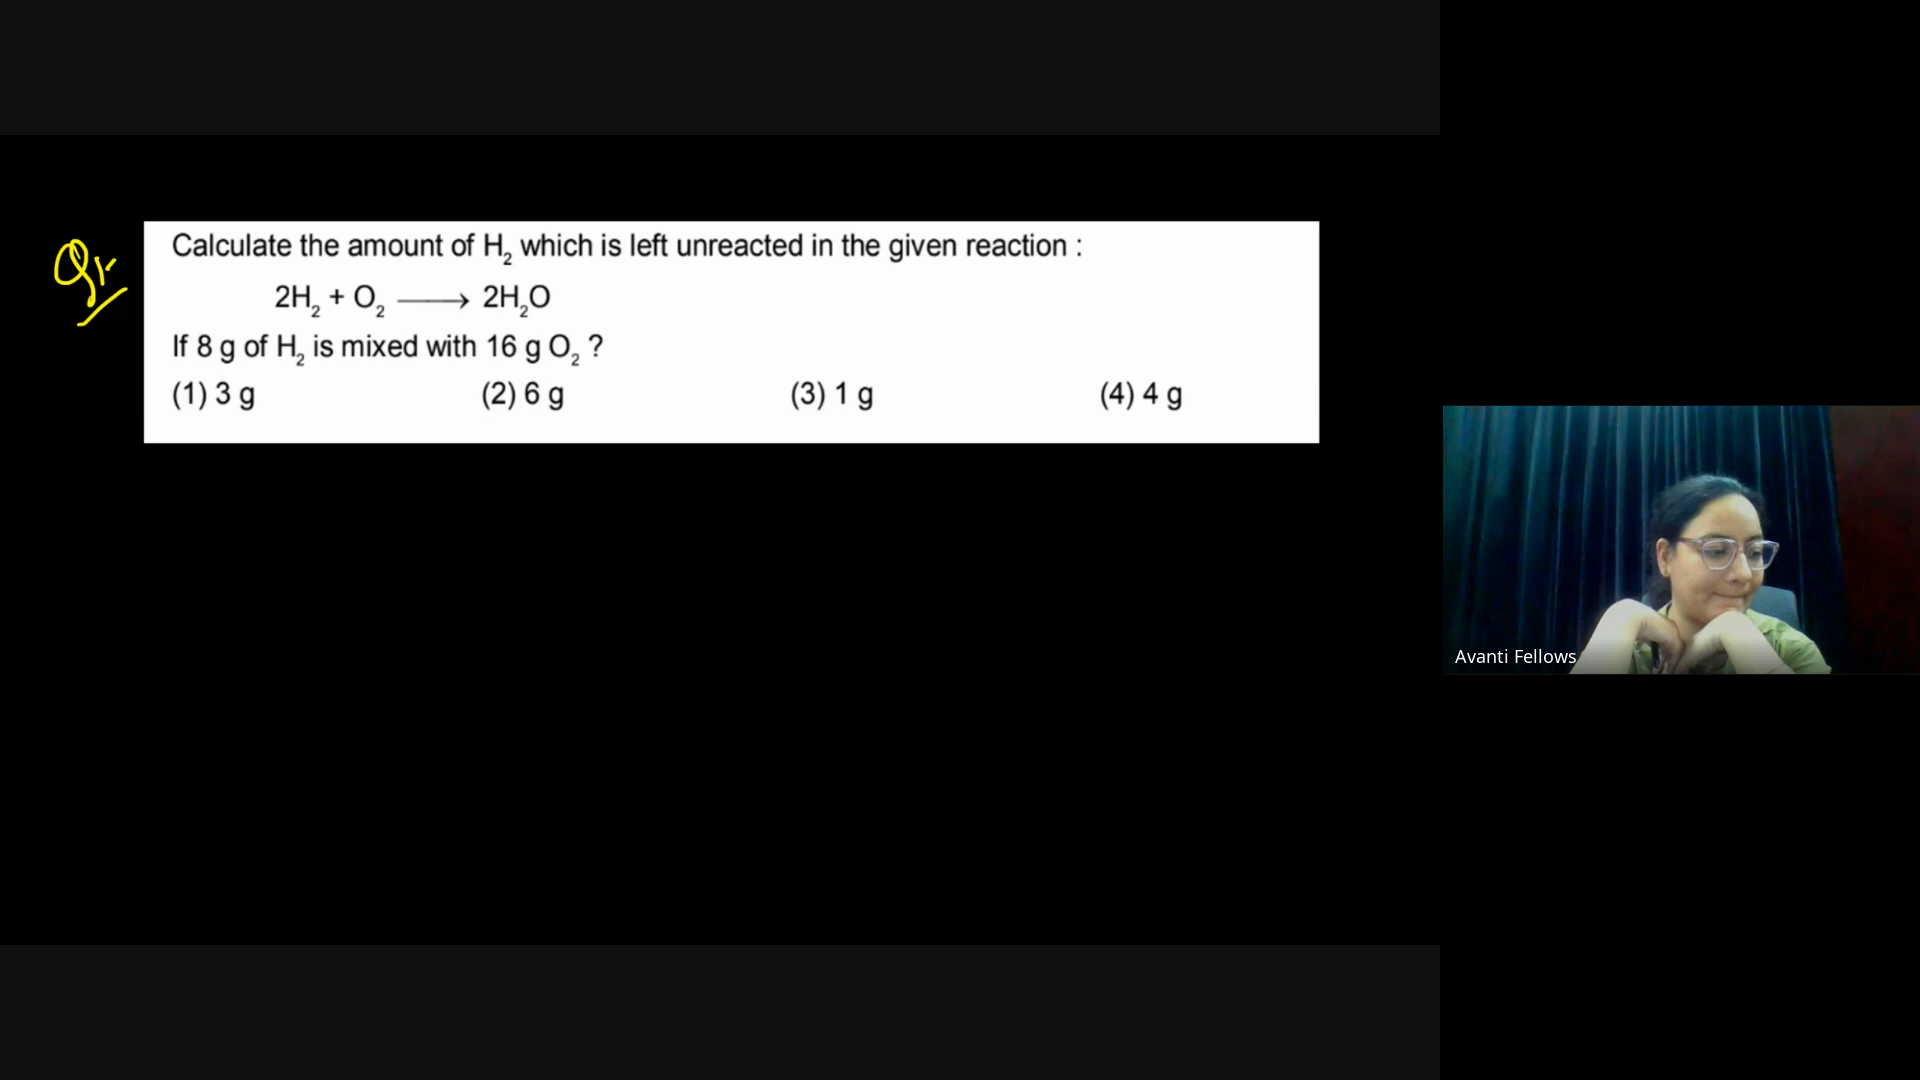 Q1.
Calculate the amount of H₂ which is left unreacted in the given reaction :
2H₂ + O₂ ⟶ 2H₂O
If 8 g of H₂ is mixed with 16 g O₂ ?
(1) 3 g (2) 6 g (3) 1 g (4) 4 g
Avanti Fellows